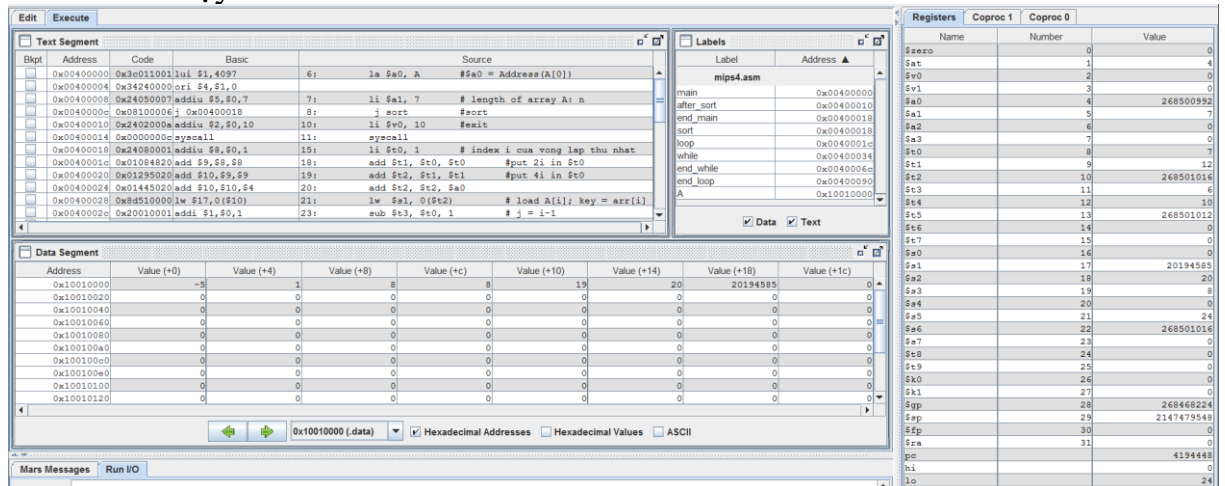 Edit Execute
Text Segment
Bkpt Address Code Basic Source
0x00400000 0x3c011001 lui $1,4097 6: la $a0, A #$a0 = Address(A[0])
0x00400004 0x34240000 ori $4,$1,0
0x00400008 0x24050007 addiu $5,$0,7 7: li $a1, 7 # length of array A: n
0x0040000c 0x08100006 j 0x00400018 8: j sort #sort
0x00400010 0x2402000a addiu $2,$0,10 10: li $v0, 10 #exit
0x00400014 0x0000000c syscall 11: syscall
0x00400018 0x24080001 addiu $8,$0,1 15: li $t0, 1 # index i cua vong lap thu nhat
0x0040001c 0x01084820 add $9,$8,$8 18: add $t1, $t0, $t0 #put 2i in $t0
0x00400020 0x01295020 add $10,$9,$9 19: add $t2, $t1, $t1 #put 4i in $t0
0x00400024 0x01445020 add $10,$10,$4 20: add $t2, $t2, $a0
0x00400028 0x8d510000 lw $17,0($10) 21: lw $s1, 0($t2) # load A[i]; key = arr[i]
0x0040002c 0x20010001 addi $1,$0,1 23: sub $t3, $t0, 1 # j = i-1
Labels
Label Address ▲
mips4.asm
main 0x00400000
after_sort 0x00400010
end_main 0x00400018
sort 0x00400018
loop 0x0040001c
while 0x00400034
end_while 0x0040006c
end_loop 0x00400090
A 0x10010000
Data Text
Data Segment
Address Value (+0) Value (+4) Value (+8) Value (+c) Value (+10) Value (+14) Value (+18) Value (+1c)
0x10010000 -5 1 8 8 19 20 20194585 0
0x10010020 0 0 0 0 0 0 0 0
0x10010040 0 0 0 0 0 0 0 0
0x10010060 0 0 0 0 0 0 0 0
0x10010080 0 0 0 0 0 0 0 0
0x100100a0 0 0 0 0 0 0 0 0
0x100100c0 0 0 0 0 0 0 0 0
0x100100e0 0 0 0 0 0 0 0 0
0x10010100 0 0 0 0 0 0 0 0
0x10010120 0 0 0 0 0 0 0 0
0x10010000 (.data) Hexadecimal Addresses Hexadecimal Values ASCII
Mars Messages Run I/O
Registers Coproc 1 Coproc 0
Name Number Value
$zero 0 0
$at 1 4
$v0 2 0
$v1 3 0
$a0 4 268500992
$a1 5 7
$a2 6 0
$a3 7 0
$t0 8 7
$t1 9 12
$t2 10 268501016
$t3 11 6
$t4 12 10
$t5 13 268501012
$t6 14 0
$t7 15 0
$s0 16 0
$s1 17 20194585
$s2 18 20
$s3 19 8
$s4 20 0
$s5 21 24
$s6 22 268501016
$s7 23 0
$t8 24 0
$t9 25 0
$k0 26 0
$k1 27 0
$gp 28 268468224
$sp 29 2147479548
$fp 30 0
$ra 31 0
pc 4194448
hi 0
lo 24